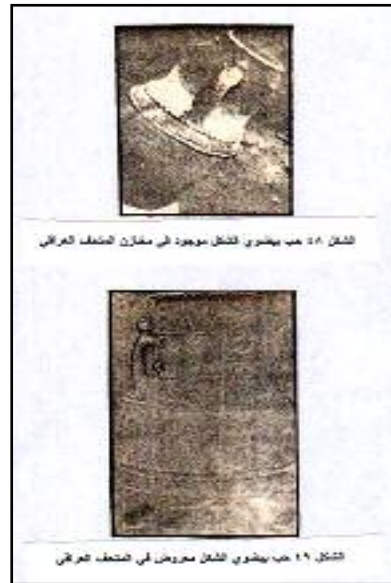 الشكل ٤٨ حب بيضوي الشكل موجود في مخازن المتحف العراقي
الشكل ٤٩ حب بيضوي الشكل معروض في المتحف العراقي